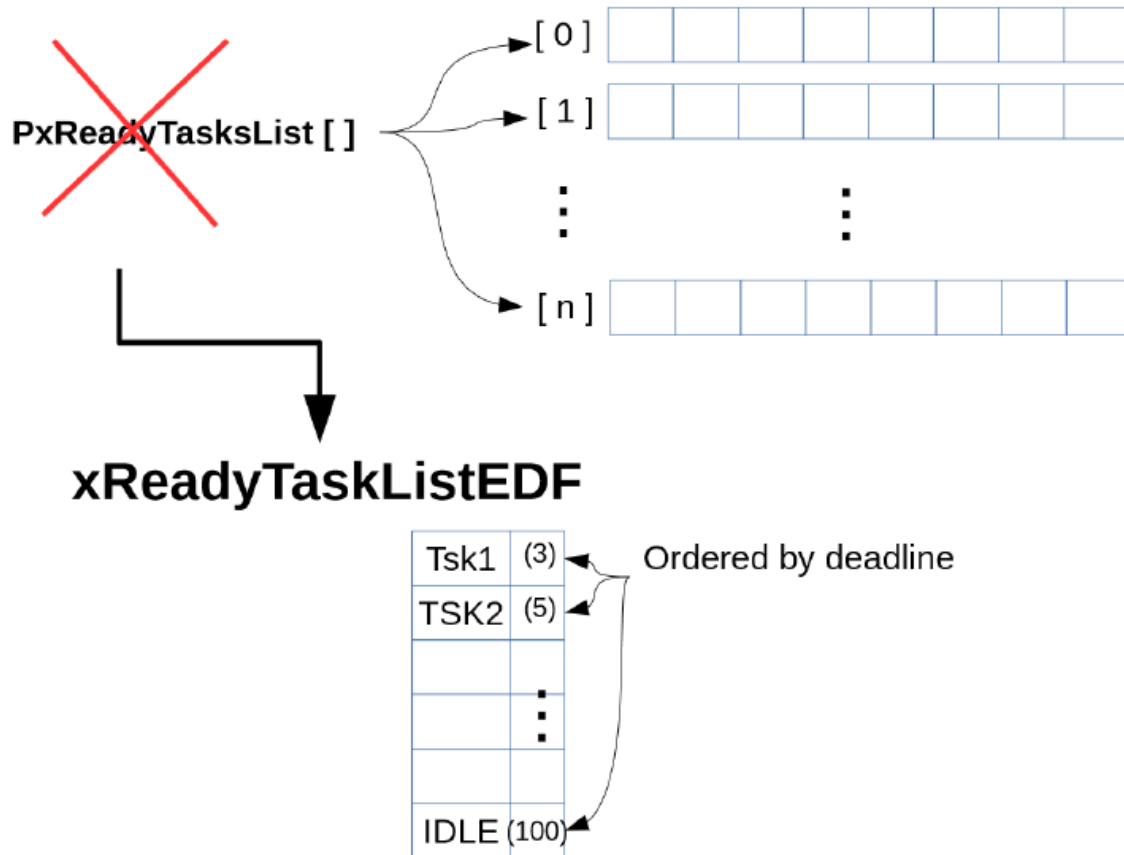 [ 0 ]
[ 1 ]
PxReadyTasksList [ ]
[ n ]
xReadyTaskListEDF
Tsk1 (3) Ordered by deadline
TSK2 (5)
IDLE (100)